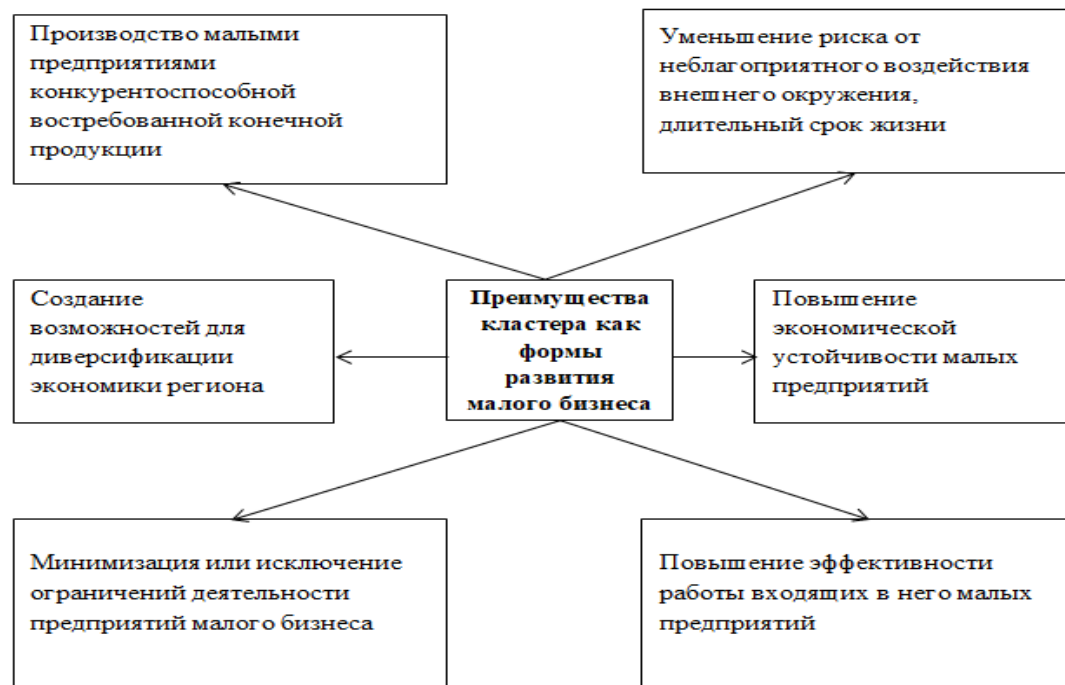 Производство малыми
предприятиями
конкурентоспособной
востребованной конечной
продукции
Уменьшение риска от
неблагоприятного воздействия
внешнего окружения,
длительный срок жизни
Создание
возможностей для
диверсификации
экономики региона
Преимущества
кластера как
формы
развития
малого бизнеса
Повышение
экономической
устойчивости малых
предприятий
Минимизация или исключение
ограничений деятельности
предприятий малого бизнеса
Повышение эффективности
работы входящих в него малых
предприятий